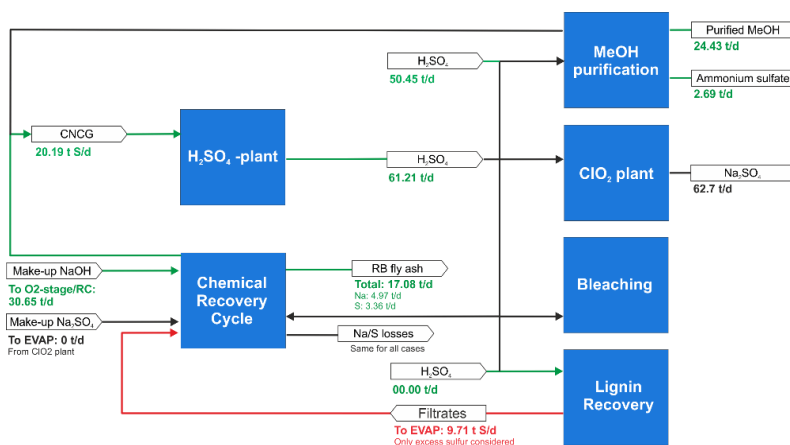 Purified MeOH
24.43 t/d
MeOH
purification
H₂SO₄
50.45 t/d
Ammonium sulfate
2.69 t/d
CNCG
20.19 t S/d
H₂SO₄ -plant
H₂SO₄
61.21 t/d
ClO₂ plant
Na₂SO₄
62.7 t/d
Make-up NaOH
To O2-stage/RC:
30.65 t/d
Make-up Na₂SO₄
To EVAP: 0 t/d
From ClO2 plant
Chemical
Recovery
Cycle
RB fly ash
Total: 17.08 t/d
Na: 4.97 t/d
S: 3.36 t/d
Na/S losses
Same for all cases
Bleaching
H₂SO₄
00.00 t/d
Lignin
Recovery
Filtrates
To EVAP: 9.71 t S/d
Only excess sulfur considered